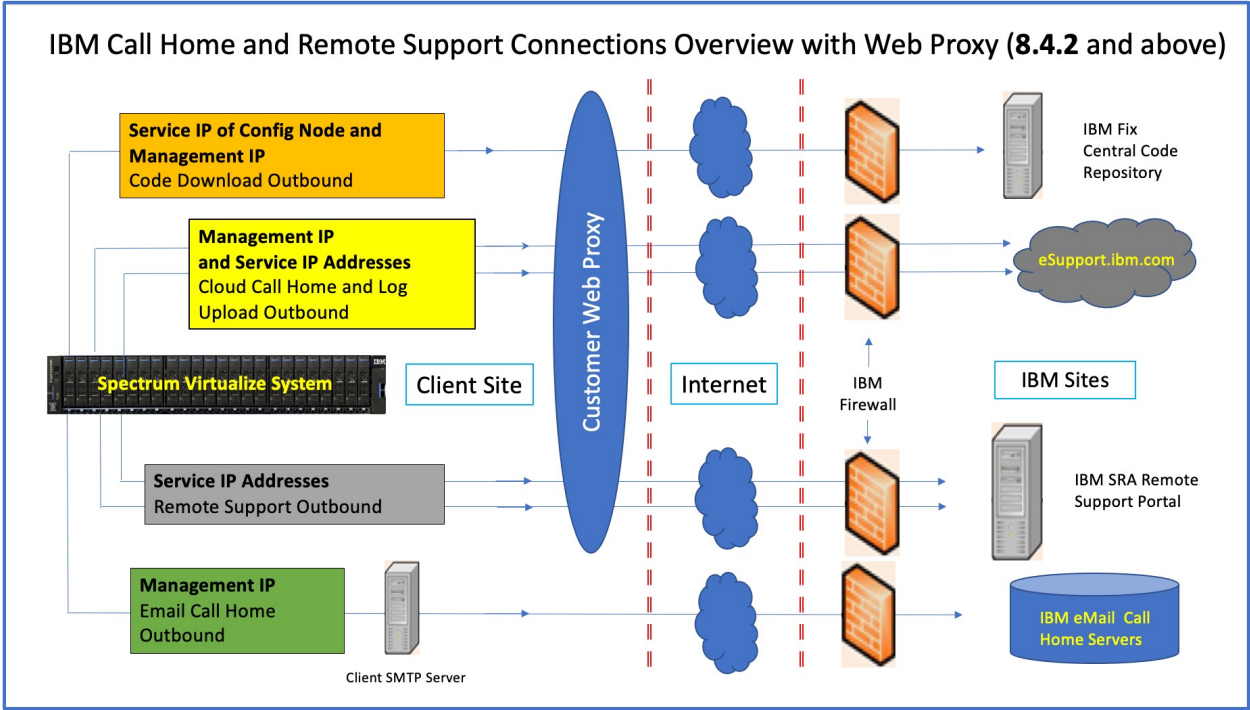 IBM Call Home and Remote Support Connections Overview with Web Proxy (8.4.2 and above)
Service IP of Config Node and
Management IP
Code Download Outbound
IBM Fix
Central Code
Repository
Management IP
and Service IP Addresses
Cloud Call Home and Log
Upload Outbound
eSupport.ibm.com
Customer Web Proxy
Spectrum Virtualize System
IBM
Client Site
Internet
IBM
Firewall
IBM Sites
Service IP Addresses
Remote Support Outbound
IBM SRA Remote
Support Portal
Management IP
Email Call Home
Outbound
Client SMTP Server
IBM eMail Call
Home Servers